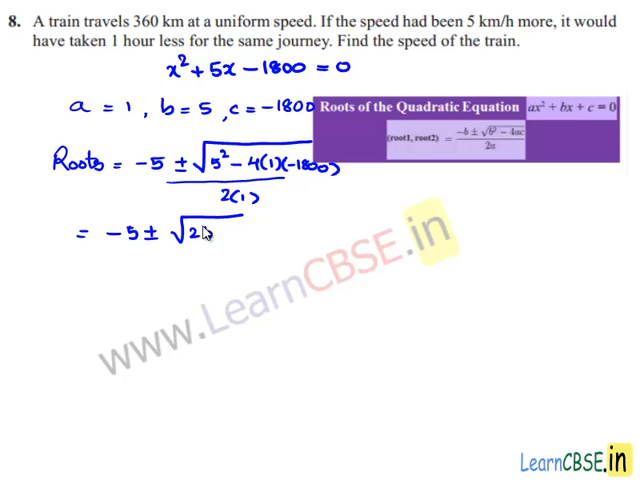 8. A train travels 360 km at a uniform speed. If the speed had been 5 km/h more, it would
have taken 1 hour less for the same journey. Find the speed of the train.
x² + 5x − 1800 = 0
a = 1, b = 5, c = −1800
Roots of the Quadratic Equation ax² + bx + c = 0
(root1, root2) = (−b ± √(b² − 4ac)) / 2a
Roots = −5 ± √(5² − 4(1)(−1800)) / 2(1)
= −5 ± √2
www.LearnCBSE.in
LearnCBSE.in